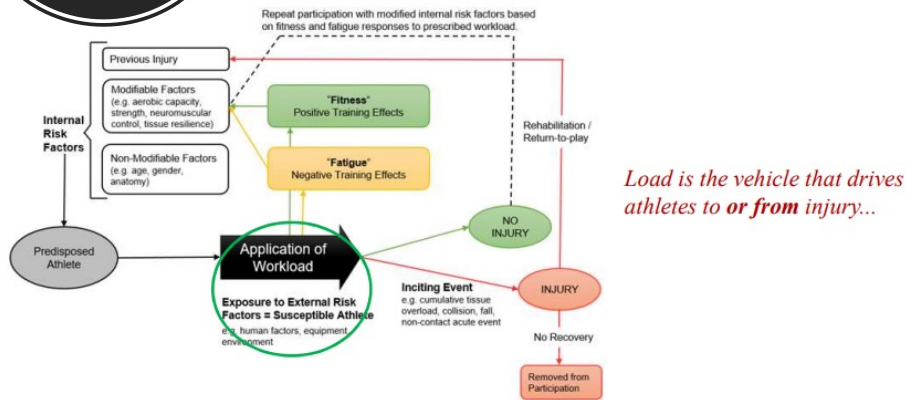 Repeat participation with modified internal risk factors based
on fitness and fatigue responses to prescribed workload.
Previous Injury
Modifiable Factors
(e.g. aerobic capacity,
strength, neuromuscular
control, tissue resilience)
Internal
Risk
Factors
Non-Modifiable Factors
(e.g. age, gender,
anatomy)
"Fitness"
Positive Training Effects
"Fatigue"
Negative Training Effects
Rehabilitation /
Return-to-play
Load is the vehicle that drives
athletes to or from injury...
NO
INJURY
Predisposed
Athlete
Application of
Workload
Exposure to External Risk
Factors = Susceptible Athlete
e.g. human factors, equipment,
environment
Inciting Event
e.g. cumulative tissue
overload, collision, fall,
non-contact acute event
INJURY
No Recovery
Removed from
Participation